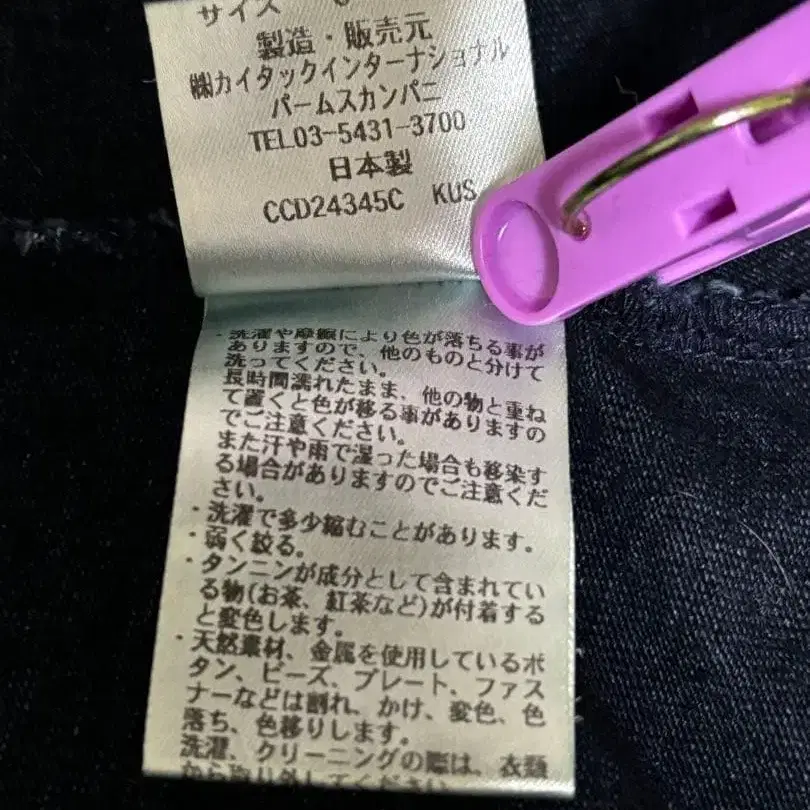 サイズ
製造・販売元
㈱カイタックインターナショナル
パームスカンパニ
TEL03-5431-3700
日本製
CCD24345C KUS
・洗濯や摩擦により色が落ちる事が
ありますので、他のものと分けて
洗ってください。
長時間濡れたまま、他の物と重ね
て置くと色が移る事がありますの
でご注意ください。
また汗や雨で湿った場合も移染す
る場合がありますのでご注意くだ
さい。
・洗濯で多少縮むことがあります。
・弱く絞る。
・タンニンが成分として含まれてい
る物(お茶、紅茶など)が付着する
と変色します。
・天然素材、金属を使用しているボ
タン、ビーズ、プレート、ファス
ナーなどは割れ、かけ、変色、色
落ち、色移りします。
洗濯、クリーニングの際は、衣類
から取り外してください。